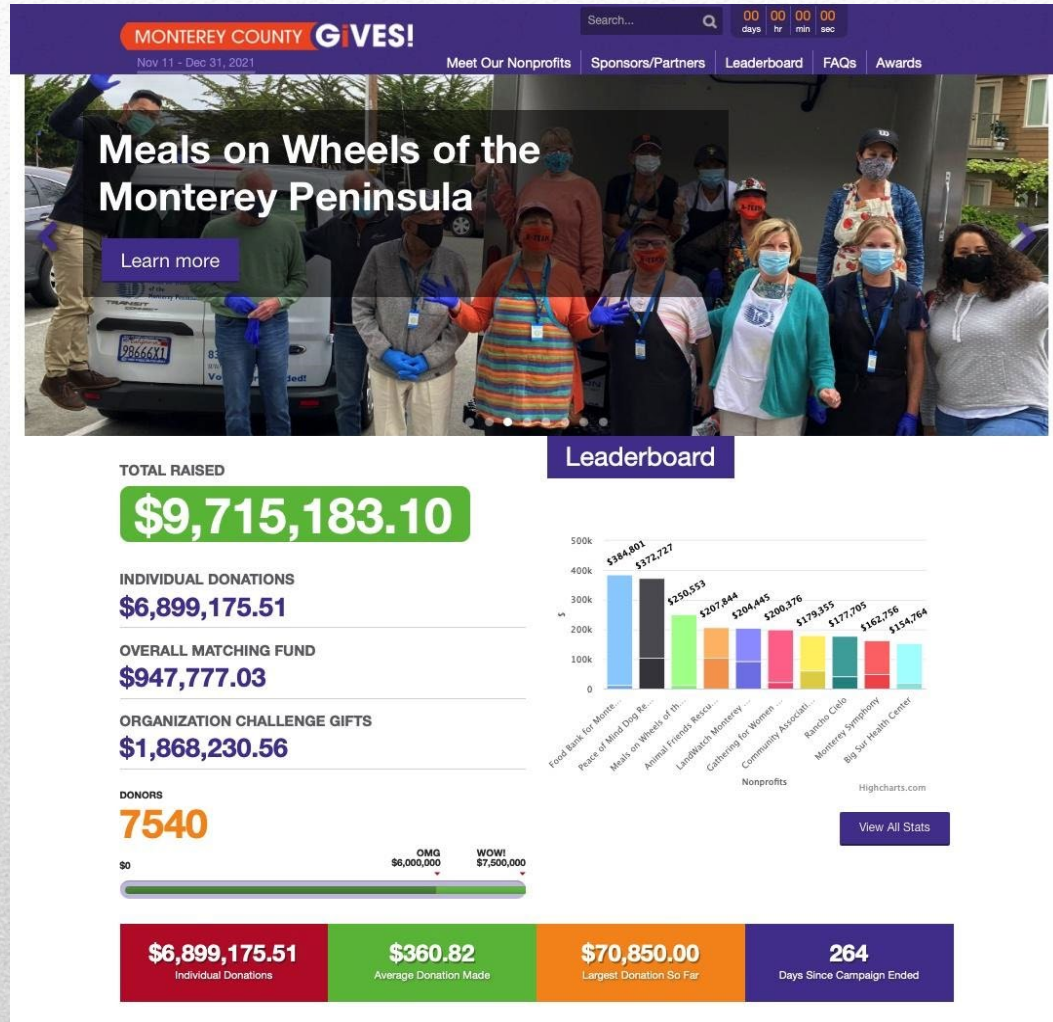 MONTEREY COUNTY GiVES!
Nov 11 - Dec 31, 2021
Search...
00 00 00 00
days hr min sec
Meet Our Nonprofits Sponsors/Partners Leaderboard FAQs Awards
Meals on Wheels of the
Monterey Peninsula
Learn more
TRANSIT
98666X1
TOTAL RAISED
$9,715,183.10
INDIVIDUAL DONATIONS
$6,899,175.51
OVERALL MATCHING FUND
$947,777.03
ORGANIZATION CHALLENGE GIFTS
$1,868,230.56
DONORS
7540
$0
OMG
$6,000,000
WOW!
$7,500,000
Leaderboard
500k
400k
300k
200k
100k
0
$
$384,801
$372,727
$250,553
$207,844
$204,445
$200,376
$179,355
$177,705
$162,756
$154,764
Food Bank for Monte...
Peace of Mind Dog Re...
Meals on Wheels of th...
Animal Friends Rescu...
LandWatch Monterey ...
Gathering for Women ...
Community Associati...
Rancho Cielo
Monterey Symphony
Big Sur Health Center
Nonprofits
Highcharts.com
View All Stats
$6,899,175.51
Individual Donations
$360.82
Average Donation Made
$70,850.00
Largest Donation So Far
264
Days Since Campaign Ended